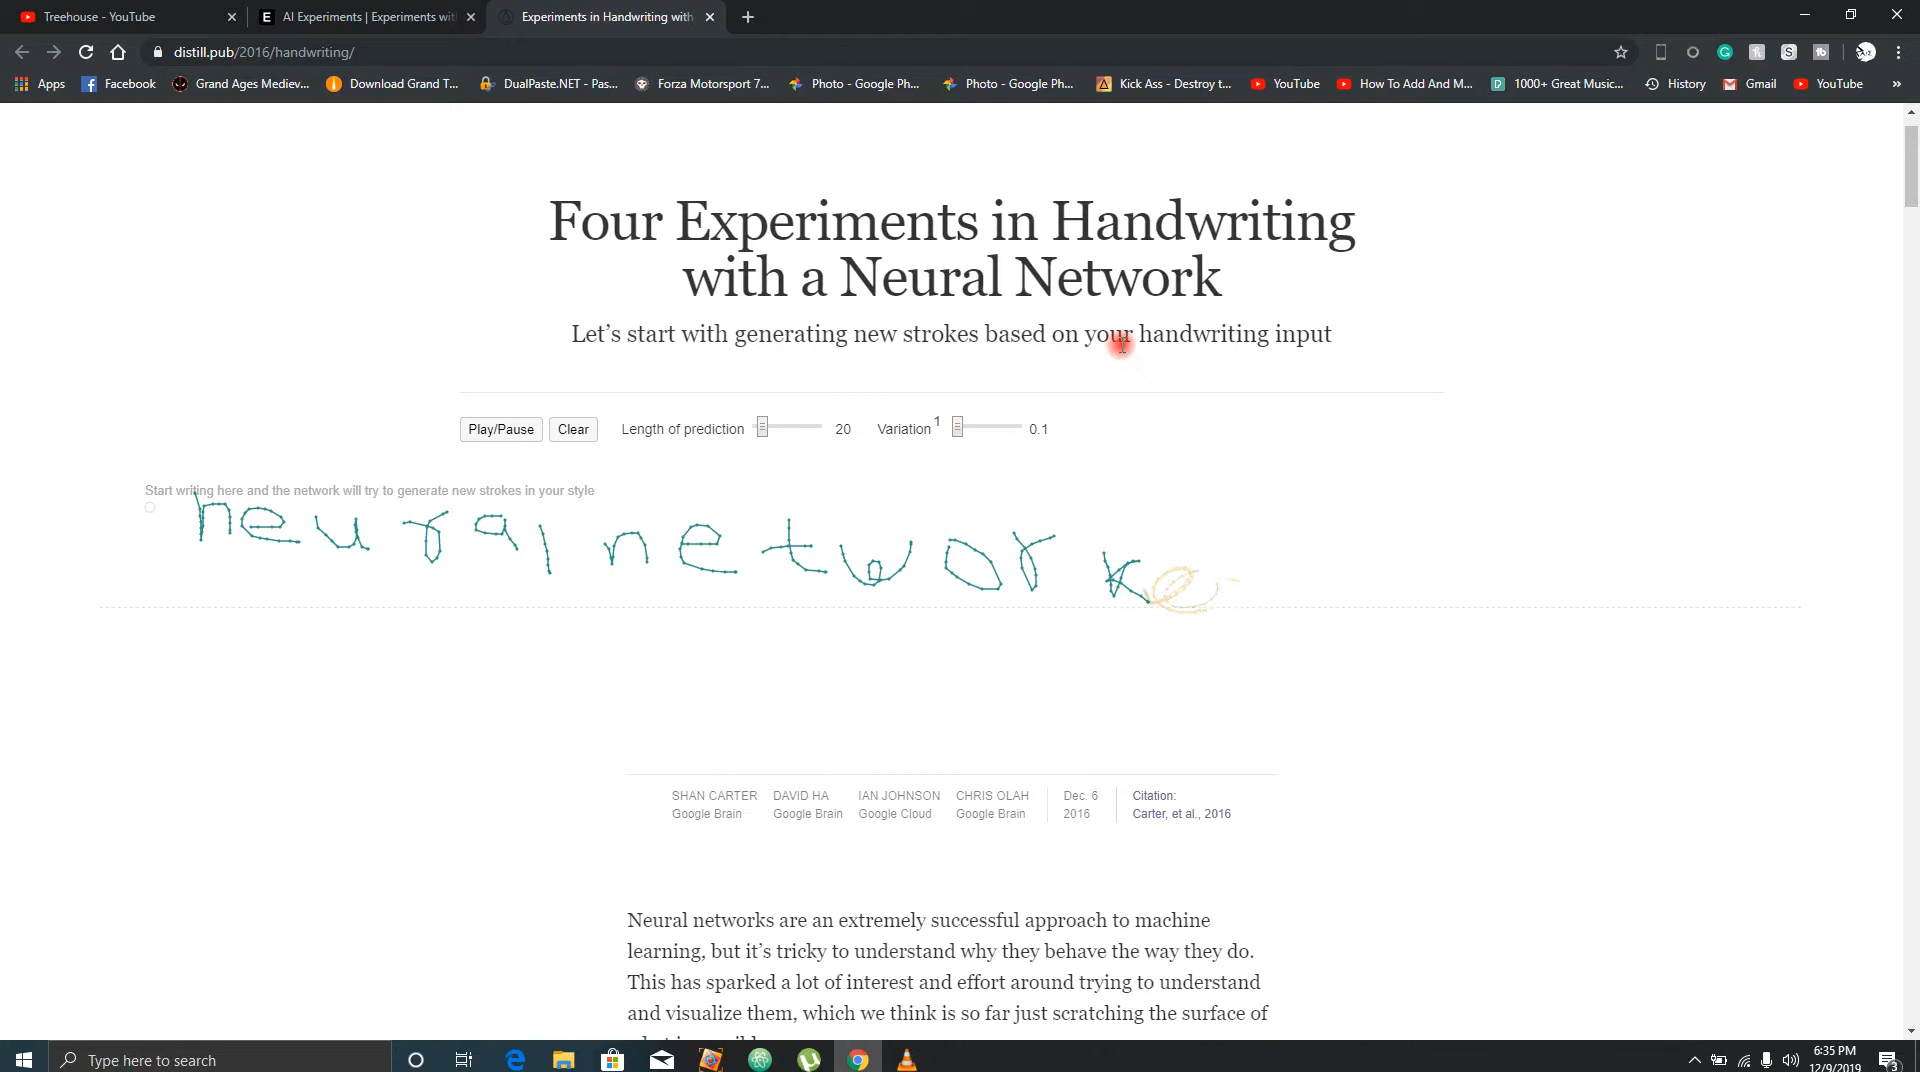 Treehouse - YouTube
AI Experiments | Experiments wit
Experiments in Handwriting with
distill.pub/2016/handwriting/
Apps
Facebook
Grand Ages Mediev...
Download Grand T...
DualPaste.NET - Pas...
Forza Motorsport 7...
Photo - Google Ph...
Photo - Google Ph...
Kick Ass - Destroy t...
YouTube
How To Add And M...
1000+ Great Music...
History
Gmail
YouTube
»
Four Experiments in Handwriting
with a Neural Network
Let's start with generating new strokes based on your handwriting input
Play/Pause
Clear
Length of prediction
20
Variation 1
0.1
Start writing here and the network will try to generate new strokes in your style
neural network
SHAN CARTER
Google Brain
DAVID HA
Google Brain
IAN JOHNSON
Google Cloud
CHRIS OLAH
Google Brain
Dec. 6
2016
Citation:
Carter, et al., 2016
Neural networks are an extremely successful approach to machine
learning, but it's tricky to understand why they behave the way they do.
This has sparked a lot of interest and effort around trying to understand
and visualize them, which we think is so far just scratching the surface of
Type here to search
6:35 PM
12/9/2019
3